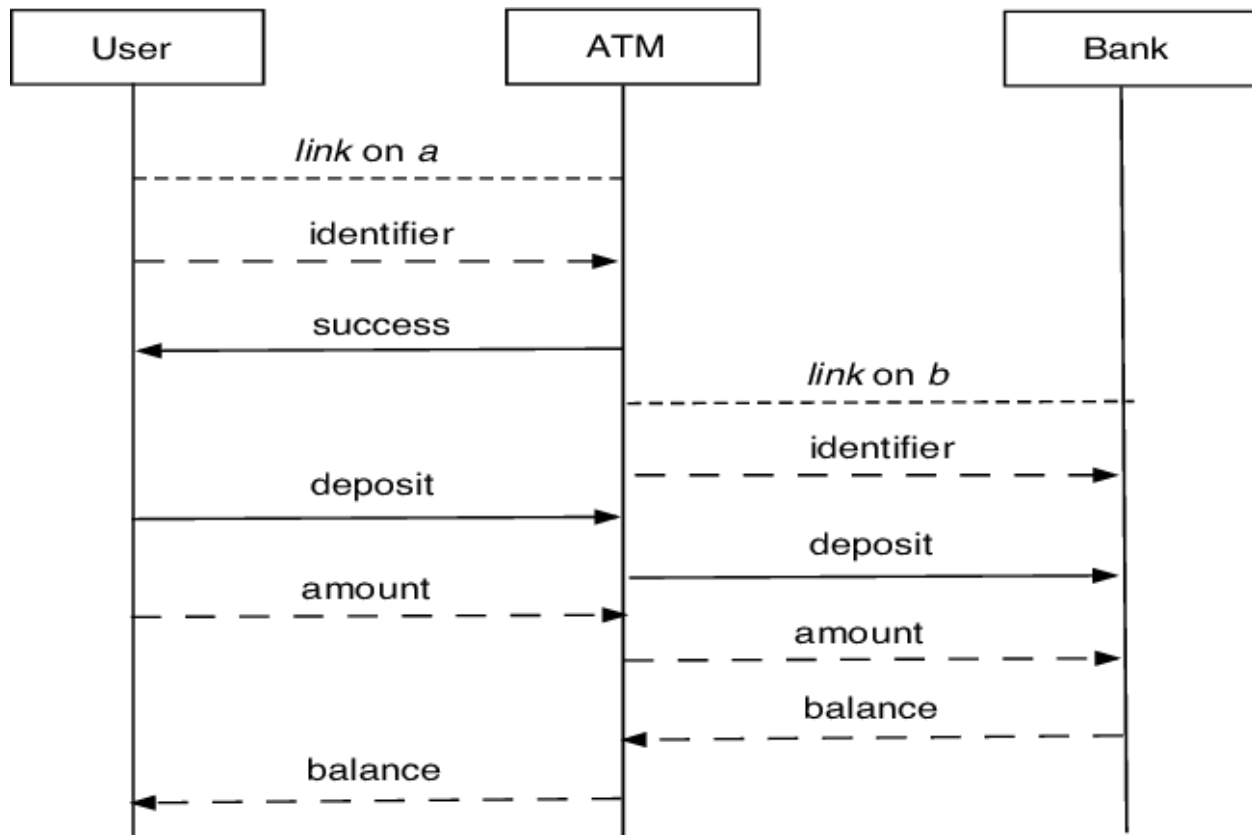 User
ATM
Bank
link on a
identifier
success
link on b
identifier
deposit
deposit
amount
amount
balance
balance